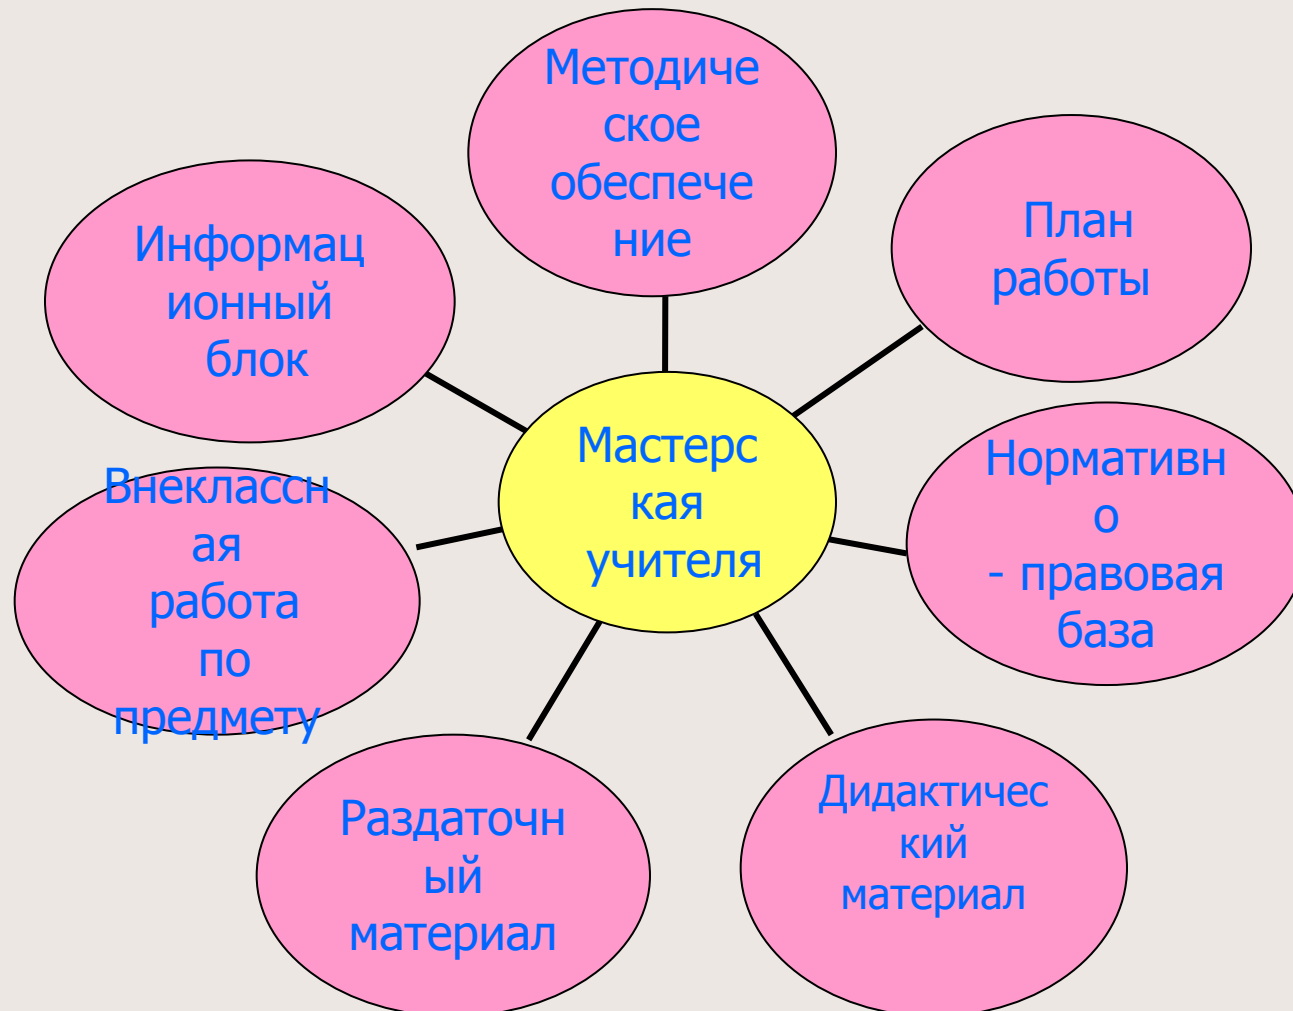 Методиче
ское
обеспече
ние
План
работы
Информац
ионный
блок
Мастерс
кая
учителя
Нормативн
о
- правовая
база
Внеклассн
ая
работа
по
предмету
Раздаточн
ый
материал
Дидактичес
кий
материал